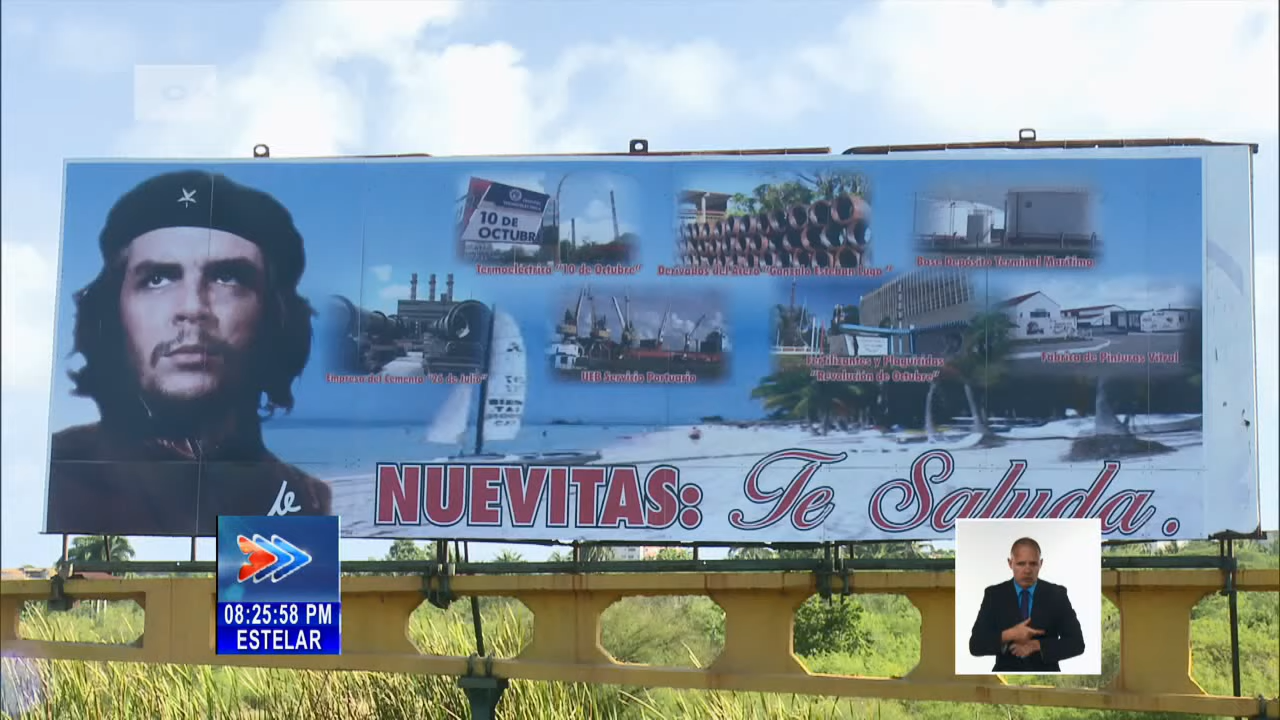 10 DE
OCTUBRE
Termoeléctrica "10 de Octubre"
Derivados del Acero "Gonzalo Esteban Lugo"
Base Depósito Terminal Marítimo
Empresa del Cemento "26 de Julio"
UEB Servicio Portuario
Fertilizantes y Plaguicidas
"Revolución de Octubre"
Fábrica de Pinturas Vitral
NUEVITAS: Te Saluda.
08:25:58 PM
ESTELAR